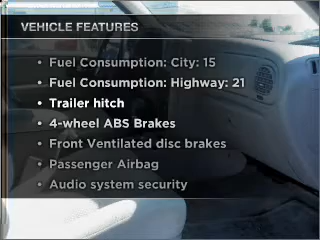 VEHICLE FEATURES
• Fuel Consumption: City: 15
• Fuel Consumption: Highway: 21
• Trailer hitch
• 4-wheel ABS Brakes
• Front Ventilated disc brakes
• Passenger Airbag
• Audio system security